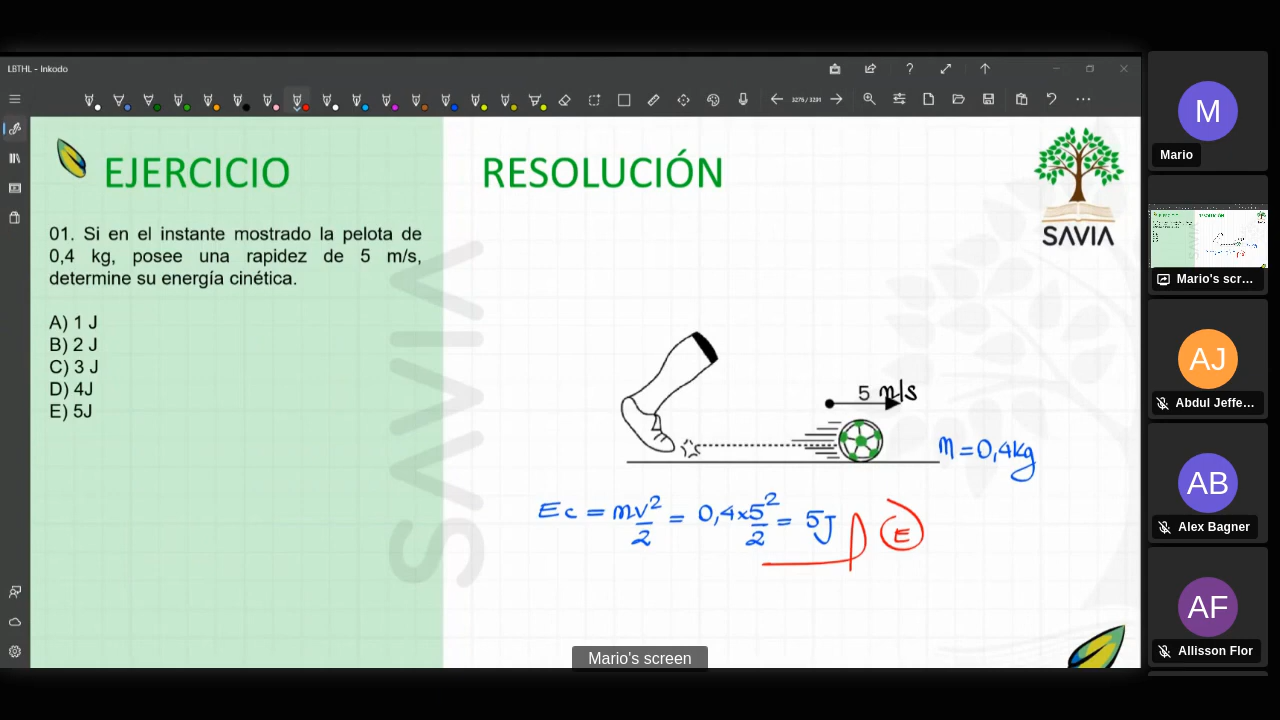 LBTHL - Inkodo
3276 / 3291
EJERCICIO
01. Si en el instante mostrado la pelota de
0,4 kg, posee una rapidez de 5 m/s,
determine su energía cinética.
A) 1 J
B) 2 J
C) 3 J
D) 4J
E) 5J
SAVIA
RESOLUCIÓN
SAVIA
5 m/s
m = 0,4kg
Ec = mv²/2 = 0,4x5²/2 = 5J
E
Mario's screen
M
Mario
Mario's scr...
AJ
Abdul Jeffe...
AB
Alex Bagner
AF
Allisson Flor